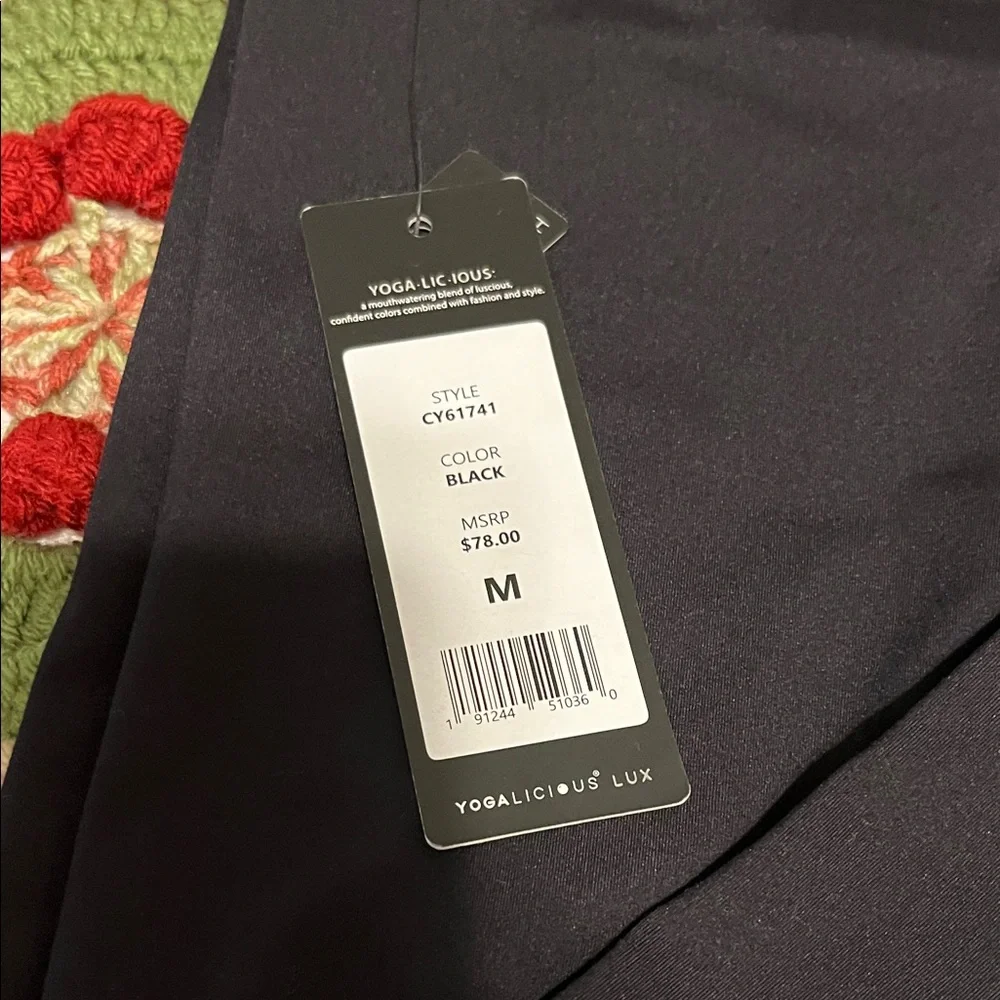 YOGA·LIC·IOUS·
a mouthwatering blend of luscious,
confident colors combined with fashion and style.
STYLE
CY61741
COLOR
BLACK
MSRP
$78.00
M
1 91244 51036 0
YOGALICIOUS® LUX